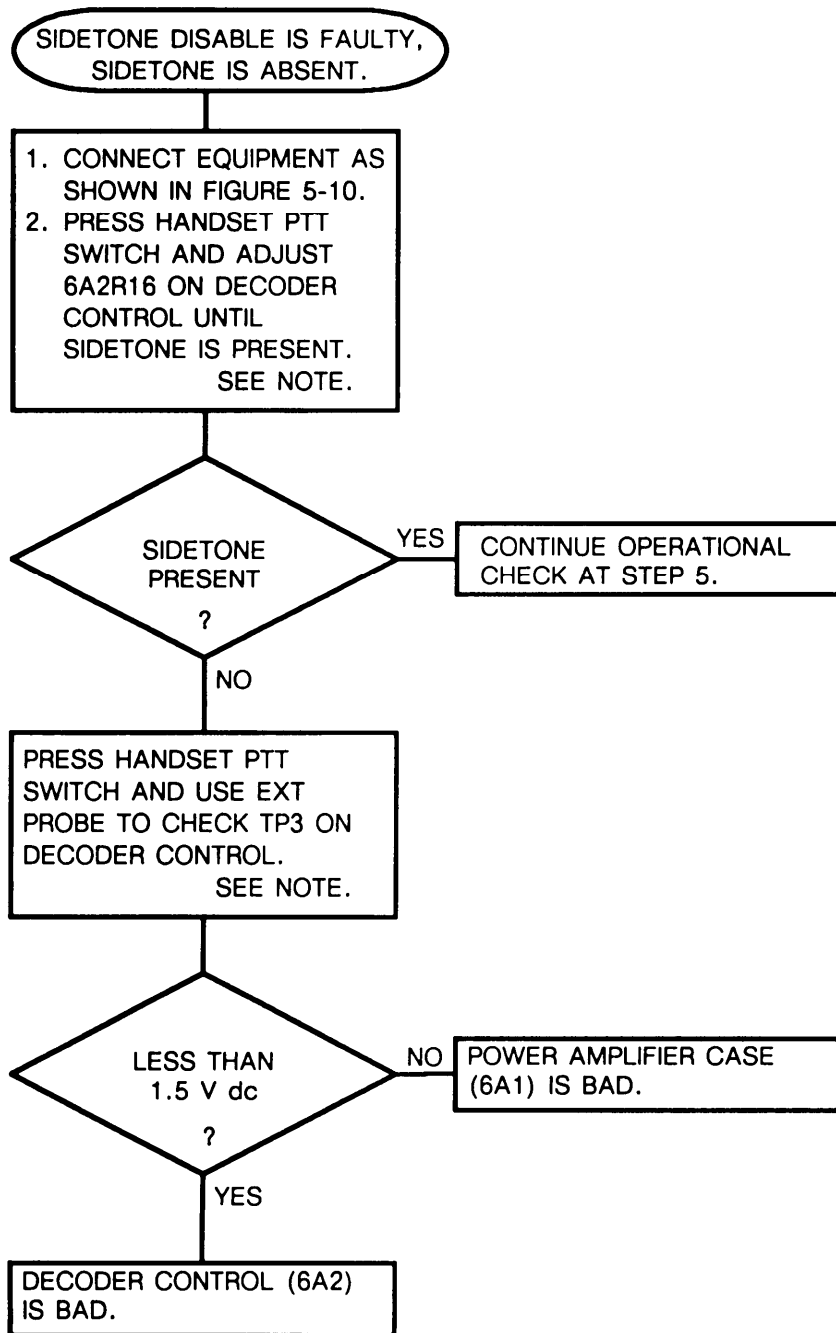 SIDETONE DISABLE IS FAULTY,
SIDETONE IS ABSENT.
1. CONNECT EQUIPMENT AS
SHOWN IN FIGURE 5-10.
2. PRESS HANDSET PTT
SWITCH AND ADJUST
6A2R16 ON DECODER
CONTROL UNTIL
SIDETONE IS PRESENT.
SEE NOTE.
SIDETONE
PRESENT
?
YES
CONTINUE OPERATIONAL
CHECK AT STEP 5.
NO
PRESS HANDSET PTT
SWITCH AND USE EXT
PROBE TO CHECK TP3 ON
DECODER CONTROL.
SEE NOTE.
LESS THAN
1.5 V dc
?
NO
POWER AMPLIFIER CASE
(6A1) IS BAD.
YES
DECODER CONTROL (6A2)
IS BAD.